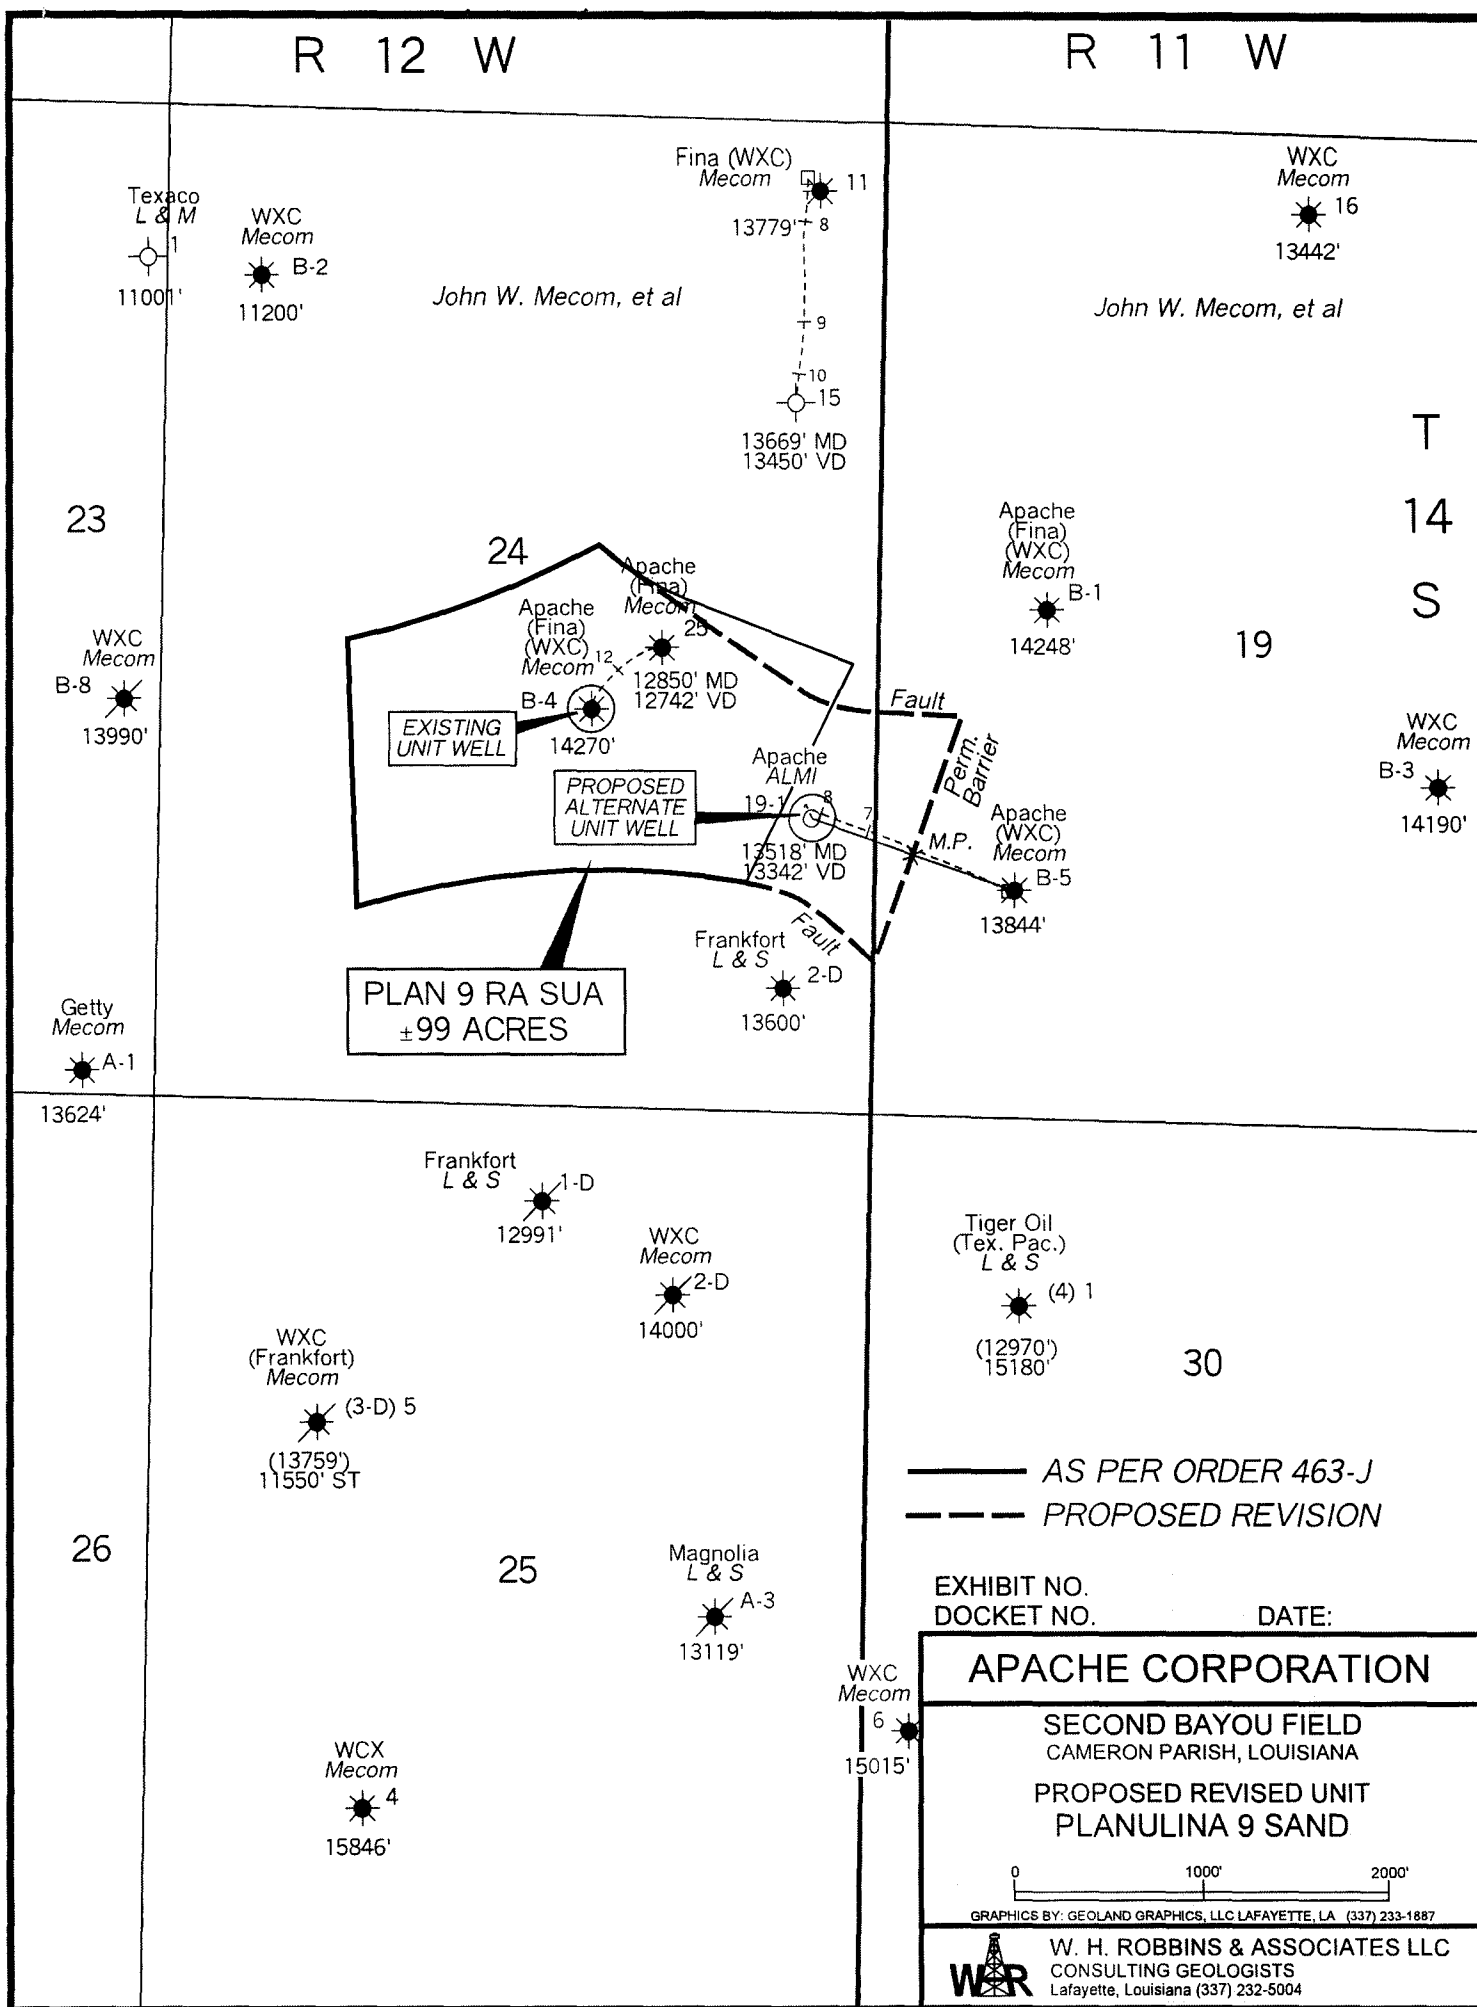 R 12 W
R 11 W
Fina (WXC)
Mecom
11
13779'
8
9
10
15
13669' MD
13450' VD
WXC
Mecom
16
13442'
Texaco
L & M
1
11001'
WXC
Mecom
B-2
11200'
John W. Mecom, et al
John W. Mecom, et al
T
14
S
23
24
19
Apache
(Fina)
(WXC)
Mecom
B-1
14248'
Apache
(Fina)
Mecom
25
12850' MD
12742' VD
Apache
(Fina)
(WXC)
Mecom
12
B-4
14270'
EXISTING
UNIT WELL
WXC
Mecom
B-8
13990'
Fault
Perm.
Barrier
WXC
Mecom
B-3
14190'
Apache
ALMI
19-1
8
7
13518' MD
13342' VD
PROPOSED
ALTERNATE
UNIT WELL
M.P.
Apache
(WXC)
Mecom
B-5
13844'
Fault
Frankfort
L & S
2-D
13600'
PLAN 9 RA SUA
±99 ACRES
Getty
Mecom
A-1
13624'
Frankfort
L & S
1-D
12991'
WXC
Mecom
2-D
14000'
Tiger Oil
(Tex. Pac.)
L & S
(4) 1
(12970')
15180'
30
WXC
(Frankfort)
Mecom
(3-D) 5
(13759')
11550' ST
AS PER ORDER 463-J
PROPOSED REVISION
26
25
Magnolia
L & S
A-3
13119'
EXHIBIT NO.
DOCKET NO. DATE:
WXC
Mecom
6
15015'
WCX
Mecom
4
15846'
APACHE CORPORATION
SECOND BAYOU FIELD
CAMERON PARISH, LOUISIANA
PROPOSED REVISED UNIT
PLANULINA 9 SAND
0 1000' 2000'
GRAPHICS BY: GEOLAND GRAPHICS, LLC LAFAYETTE, LA (337) 233-1887
W R
W. H. ROBBINS & ASSOCIATES LLC
CONSULTING GEOLOGISTS
Lafayette, Louisiana (337) 232-5004